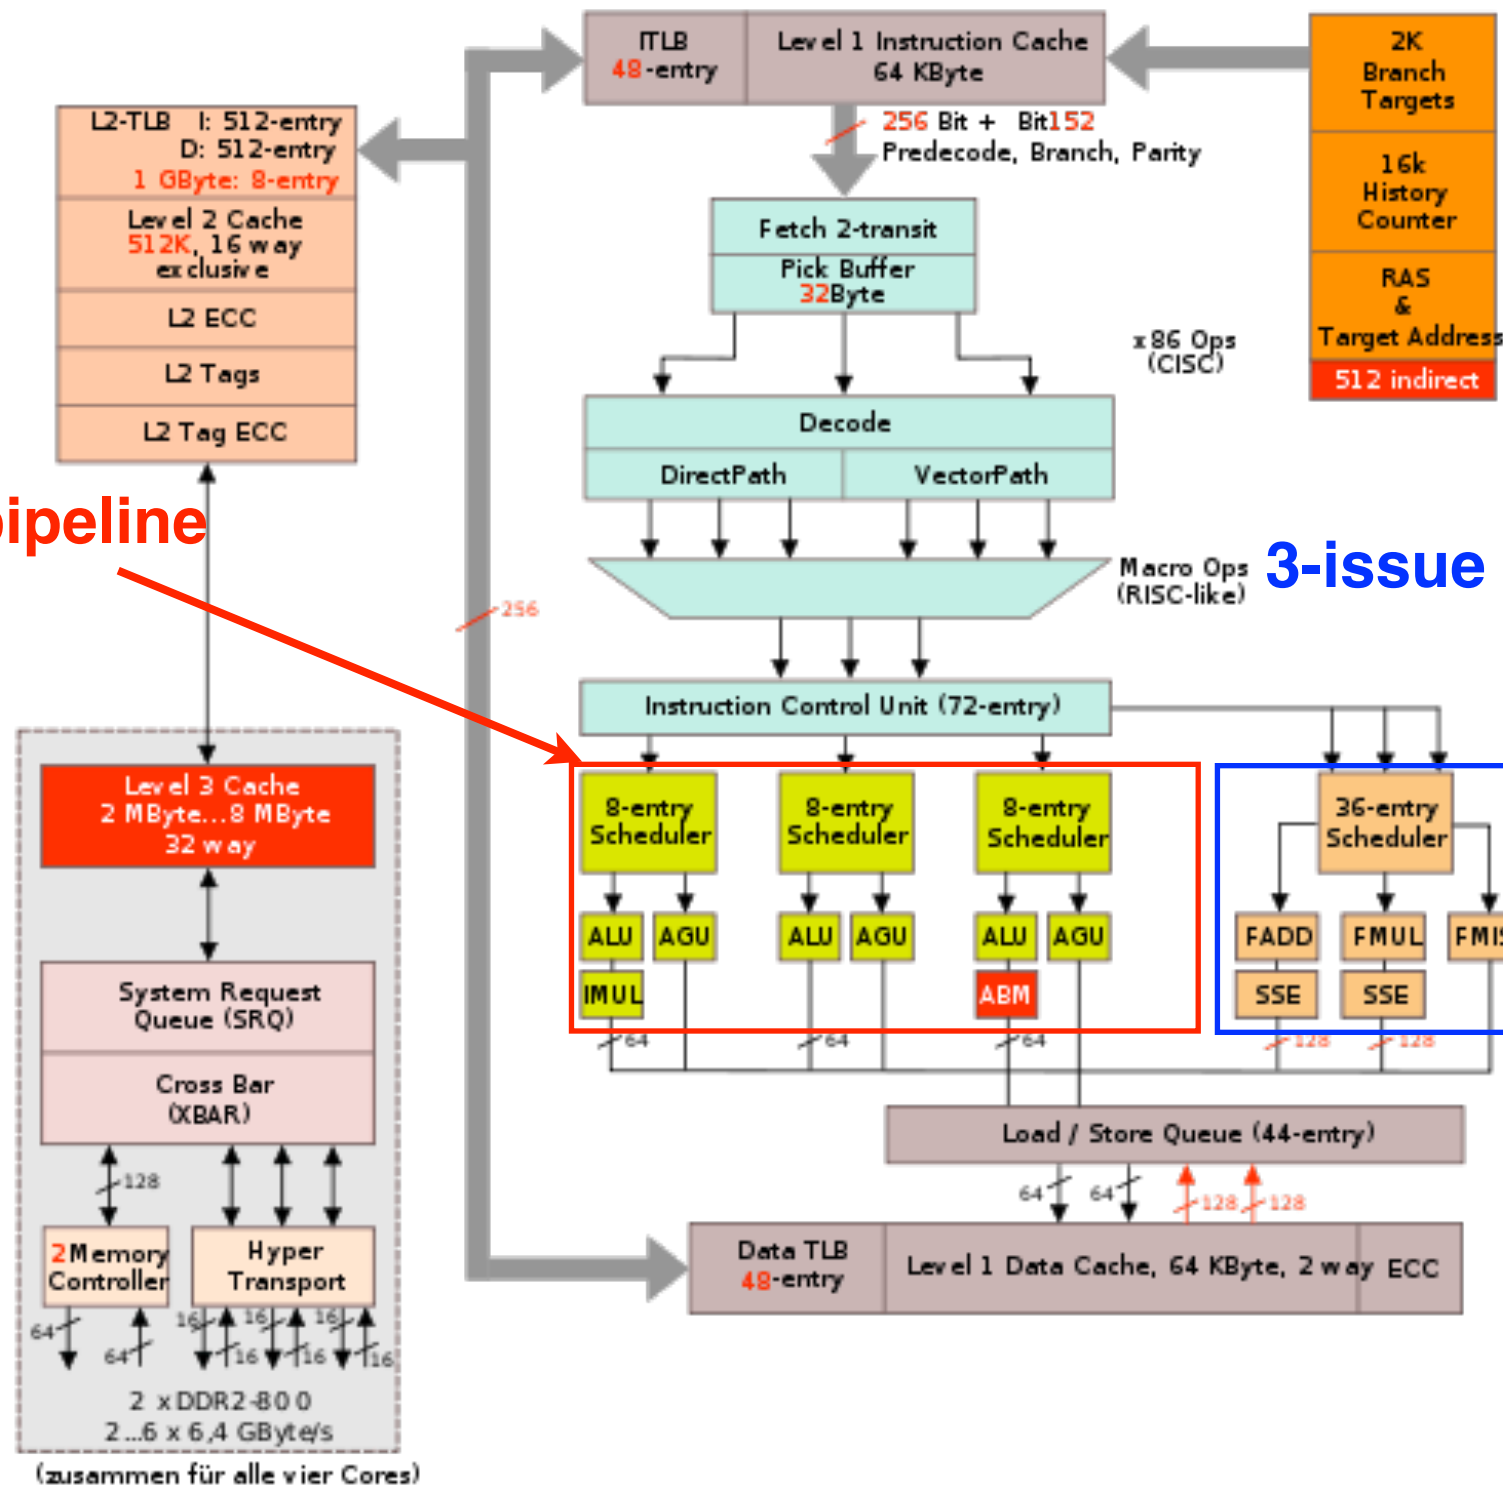 ITLB
48-entry
Level 1 Instruction Cache
64 KByte
2K
Branch
Targets
16k
History
Counter
RAS
&
Target Address
512 indirect
L2-TLB I: 512-entry
D: 512-entry
1 GByte: 8-entry
Level 2 Cache
512K, 16 way
exclusive
L2 ECC
L2 Tags
L2 Tag ECC
256 Bit + Bit152
Predecode, Branch, Parity
Fetch 2-transit
Pick Buffer
32Byte
x86 Ops
(CISC)
Decode
DirectPath
VectorPath
pipeline
Macro Ops
(RISC-like)
3-issue
256
Instruction Control Unit (72-entry)
8-entry
Scheduler
8-entry
Scheduler
8-entry
Scheduler
36-entry
Scheduler
ALU
AGU
ALU
AGU
ALU
AGU
FADD
FMUL
FMIS
IMUL
ABM
SSE
SSE
64
64
64
128
128
Level 3 Cache
2 MByte...8 MByte
32 way
System Request
Queue (SRQ)
Cross Bar
(XBAR)
128
2Memory
Controller
Hyper
Transport
64
64
16
16
16
16
16
16
2 x DDR2-800
2...6 x 6,4 GByte/s
(zusammen für alle vier Cores)
Load / Store Queue (44-entry)
64
64
128
128
Data TLB
48-entry
Level 1 Data Cache, 64 KByte, 2 way
ECC